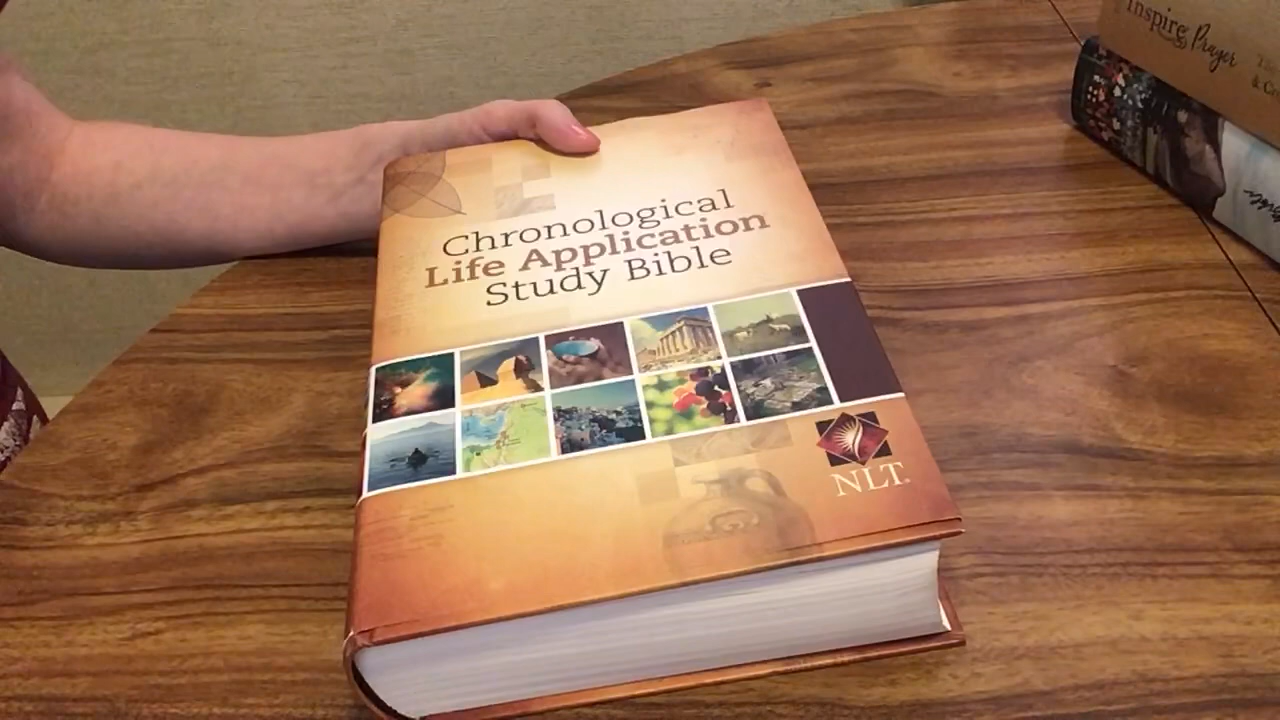 Chronological
Life Application
Study Bible
NLT
inspire
Prayer